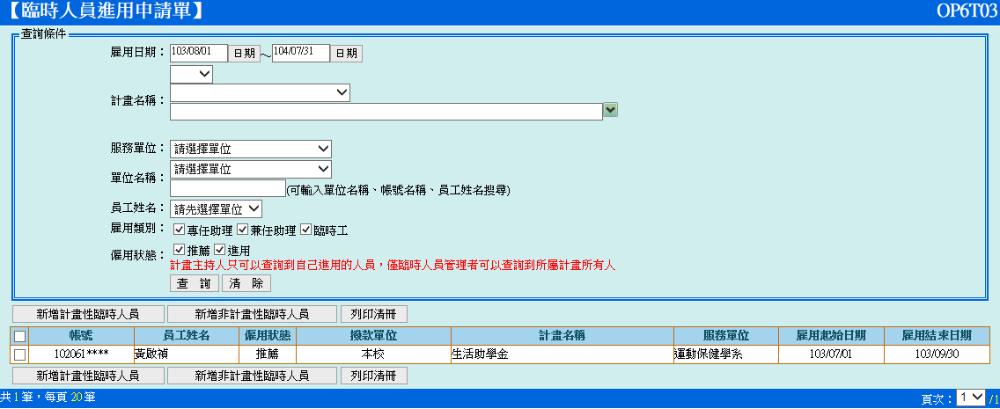 【臨時人員進用申請單】 OP6T03
查詢條件
雇用日期： 103/08/01 日期 ～ 104/07/31 日期
計畫名稱：
服務單位： 請選擇單位
單位名稱： 請選擇單位
(可輸入單位名稱、帳號名稱、員工姓名搜尋)
員工姓名： 請先選擇單位
雇用類別： 專任助理 兼任助理 臨時工
僱用狀態： 推薦 進用
計畫主持人只可以查詢到自己進用的人員，僅臨時人員管理者可以查詢到所屬計畫所有人
查 詢 清 除
新增計畫性臨時人員 新增非計畫性臨時人員 列印清冊
帳號 員工姓名 僱用狀態 撥款單位 計畫名稱 服務單位 雇用起始日期 雇用結束日期
102061**** 黃啟禎 推薦 本校 生活助學金 運動保健學系 103/07/01 103/09/30
新增計畫性臨時人員 新增非計畫性臨時人員 列印清冊
共 1 筆，每頁 20 筆 頁次： 1 /1